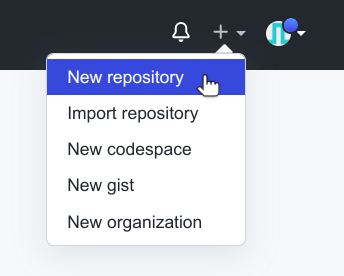 New repository
Import repository
New codespace
New gist
New organization